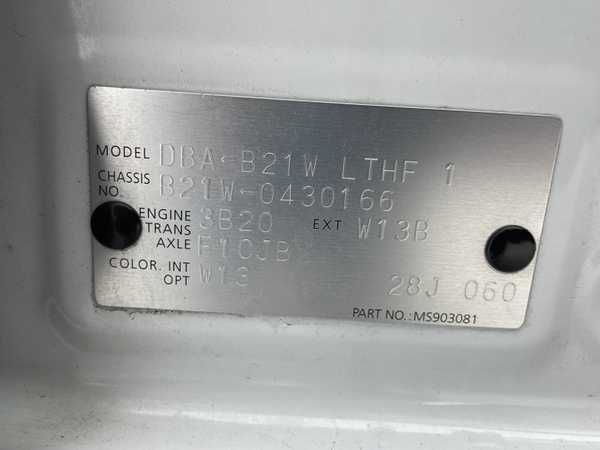 MODEL DBA-B21W LTHF 1
CHASSIS NO. B21W-0430166
ENGINE 3B20 EXT W13B
TRANS AXLE F1CJB
COLOR. INT W13
OPT 28J 060
PART NO.: MS903081